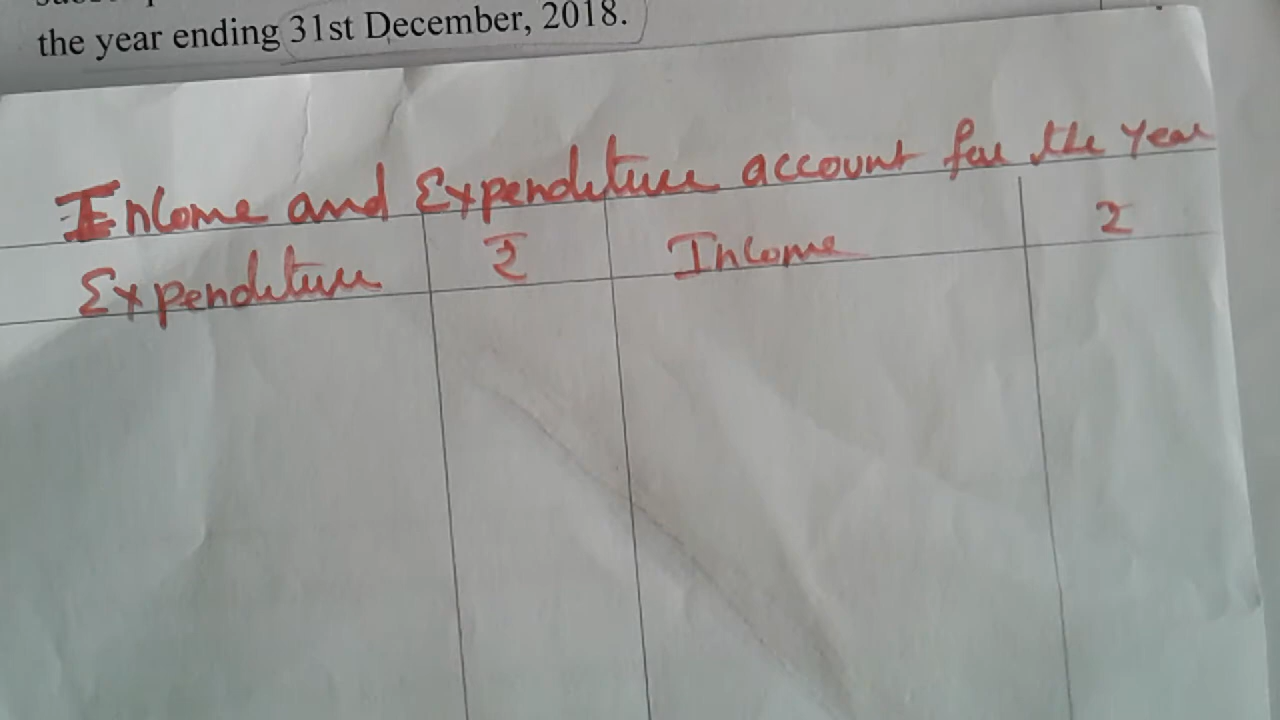 the year ending 31st December, 2018.
Income and Expenditure account for the year
Expenditure ₹ Income ₹